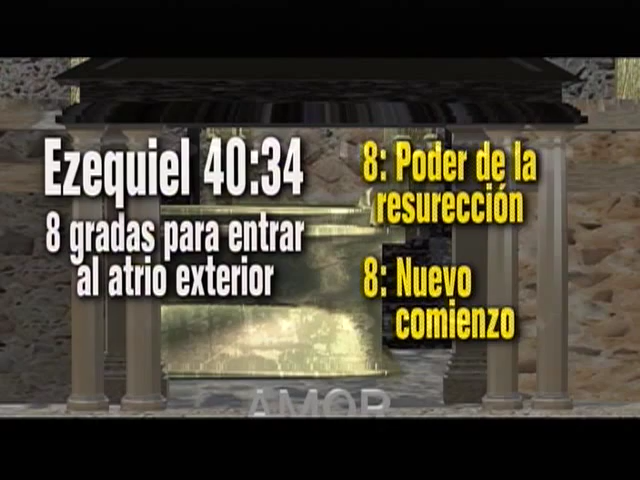 Ezequiel 40:34
8 gradas para entrar
al atrio exterior
8: Poder de la
resurección
8: Nuevo
comienzo
AMOR